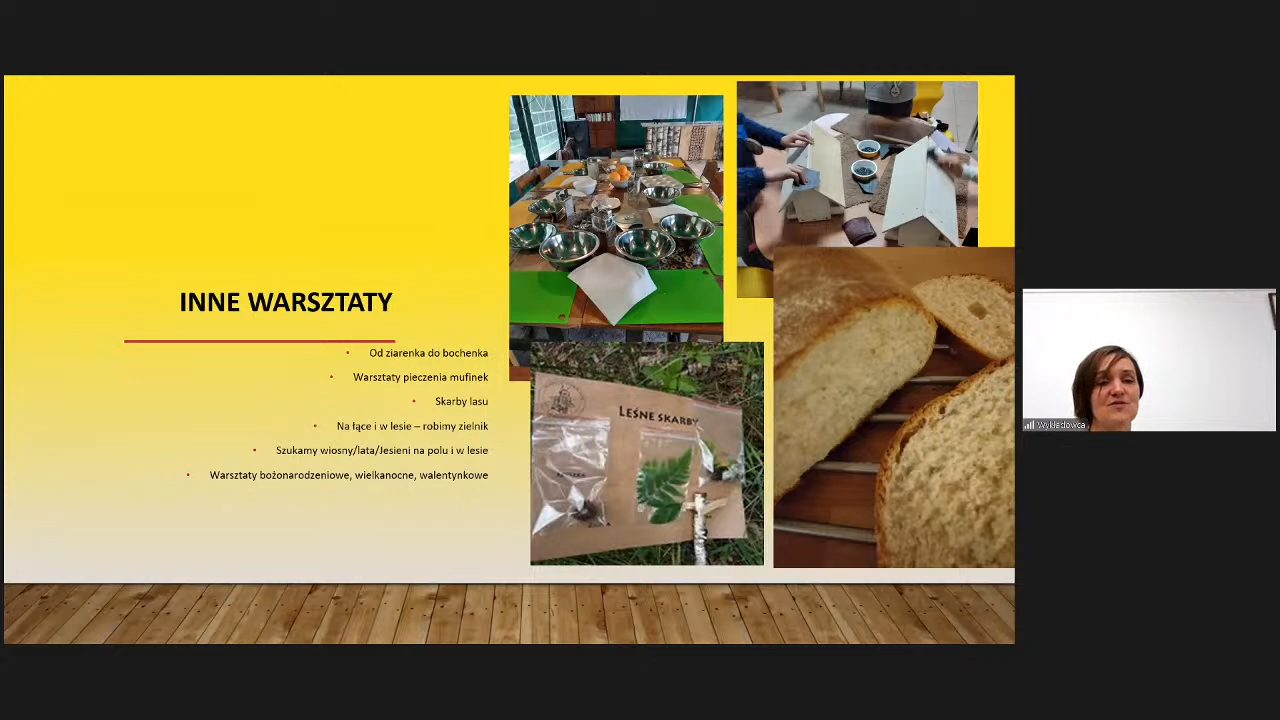 INNE WARSZTATY
• Od ziarenka do bochenka
• Warsztaty pieczenia mufinek
• Skarby lasu
• Na łące i w lesie – robimy zielnik
• Szukamy wiosny/lata/Jesieni na polu i w lesie
• Warsztaty bożonarodzeniowe, wielkanocne, walentynkowe
LEŚNE SKARBY
Wykładowca